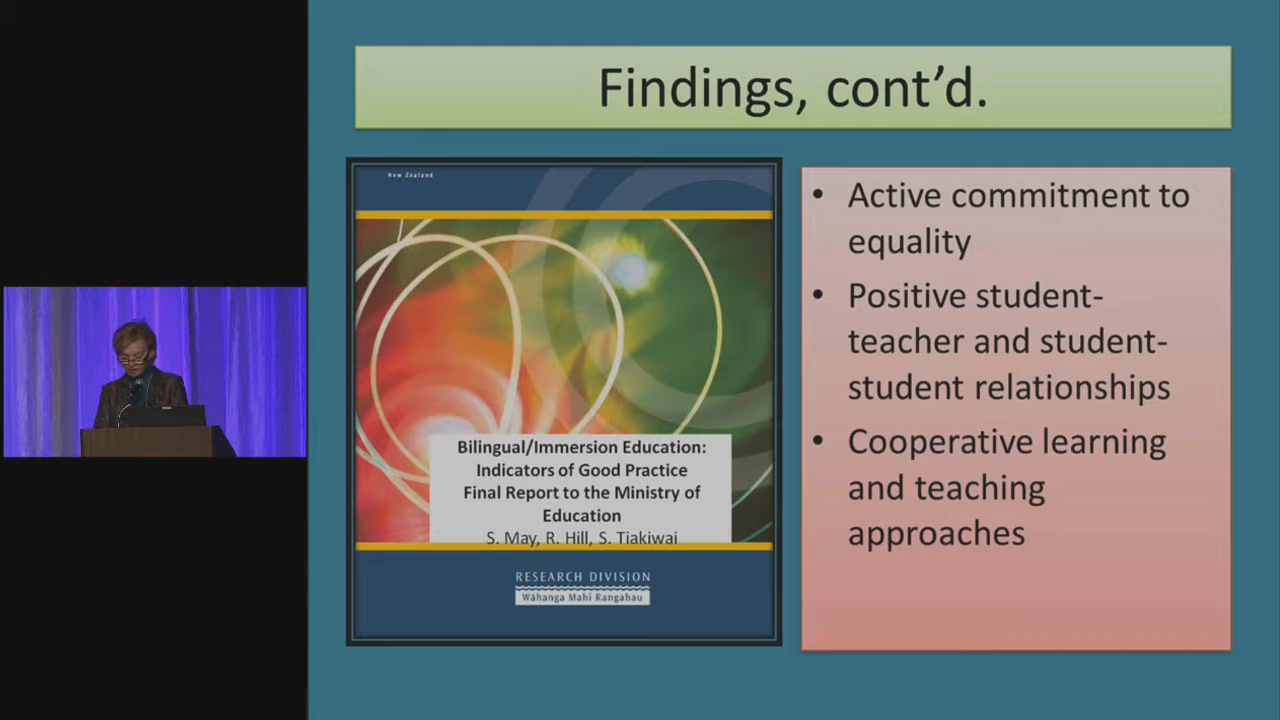 Findings, cont’d.
New Zealand
Bilingual/Immersion Education:
Indicators of Good Practice
Final Report to the Ministry of
Education
S. May, R. Hill, S. Tiakiwai
RESEARCH DIVISION
Wāhanga Mahi Rangahau
• Active commitment to
equality
• Positive student-
teacher and student-
student relationships
• Cooperative learning
and teaching
approaches